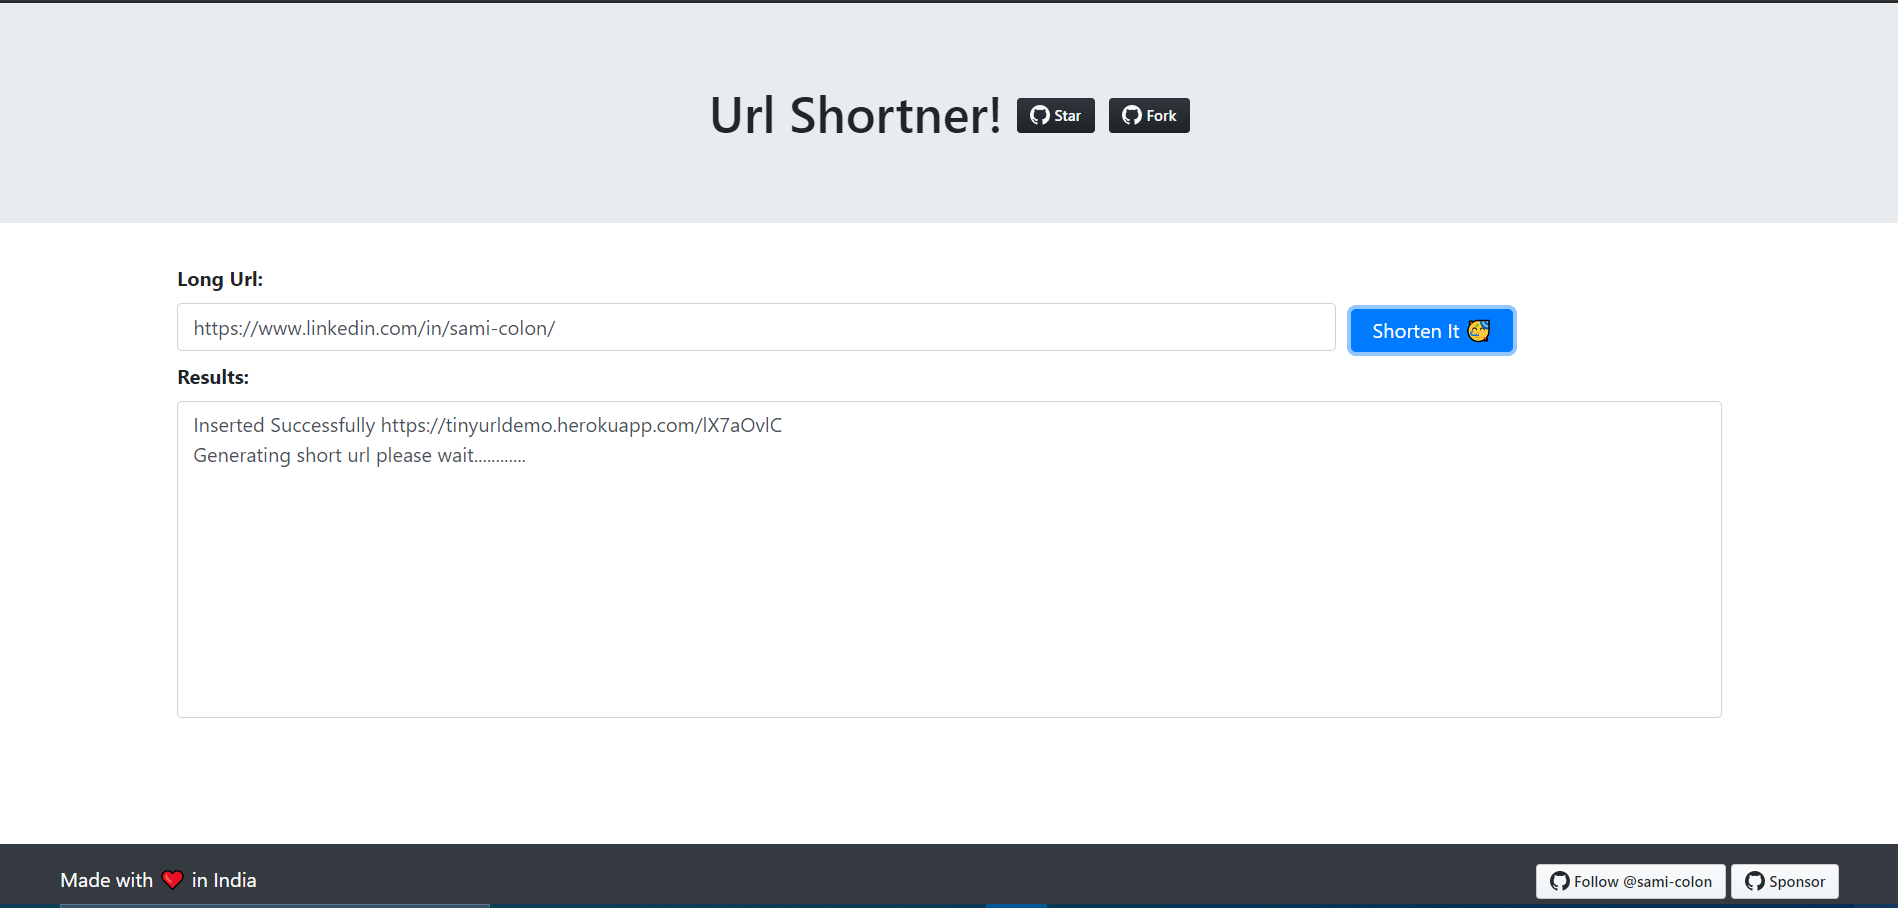 Url Shortner! Star Fork
Long Url:
https://www.linkedin.com/in/sami-colon/ Shorten It 🥳
Results:
Inserted Successfully https://tinyurldemo.herokuapp.com/lX7aOvlC
Generating short url please wait............
Made with ❤ in India Follow @sami-colon Sponsor